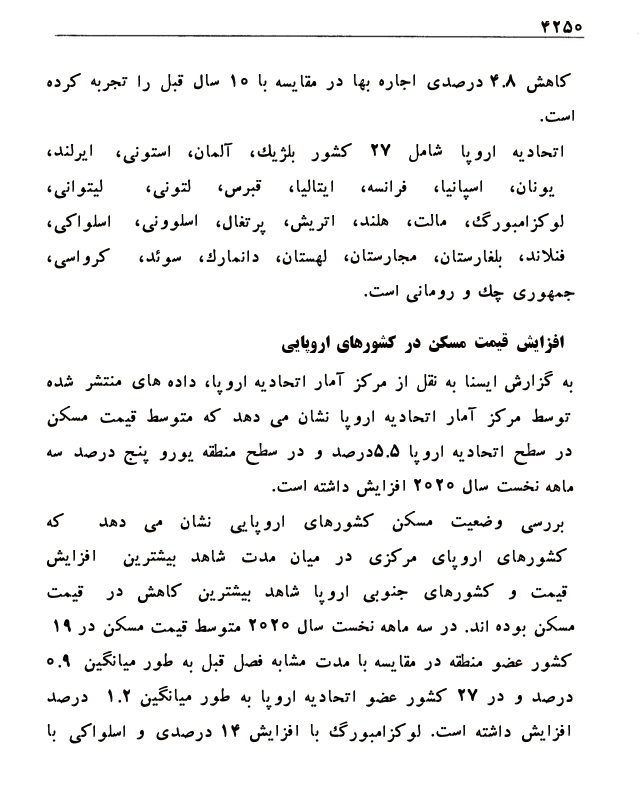 ۴۲۵۰
کاهش ۴.۸ درصدی اجاره بها در مقایسه با ۱۰ سال قبل را تجربه کرده
است.
اتحادیه اروپا شامل ۲۷ کشور بلژیك، آلمان، استونی، ایرلند،
یونان، اسپانیا، فرانسه، ایتالیا، قبرس، لتونی، لیتوانی،
لوکزامبورگ، مالت، هلند، اتریش، پرتغال، اسلوونی، اسلواکی،
فنلاند، بلغارستان، مجارستان، لهستان، دانمارك، سوئد، کرواسی،
جمهوری چك و رومانی است.
افزایش قیمت مسکن در کشورهای اروپایی
به گزارش ایسنا به نقل از مرکز آمار اتحادیه اروپا، داده های منتشر شده
توسط مرکز آمار اتحادیه اروپا نشان می دهد که متوسط قیمت مسکن
در سطح اتحادیه اروپا ۵.۵درصد و در سطح منطقه یورو پنج درصد سه
ماهه نخست سال ۲۰۲۰ افزایش داشته است.
بررسی وضعیت مسکن کشورهای اروپایی نشان می دهد که
کشورهای اروپای مرکزی در میان مدت شاهد بیشترین افزایش
قیمت و کشورهای جنوبی اروپا شاهد بیشترین کاهش در قیمت
مسکن بوده اند. در سه ماهه نخست سال ۲۰۲۰ متوسط قیمت مسکن در ۱۹
کشور عضو منطقه در مقایسه با مدت مشابه فصل قبل به طور میانگین ۰.۹
درصد و در ۲۷ کشور عضو اتحادیه اروپا به طور میانگین ۱.۲ درصد
افزایش داشته است. لوکزامبورگ با افزایش ۱۴ درصدی و اسلواکی با